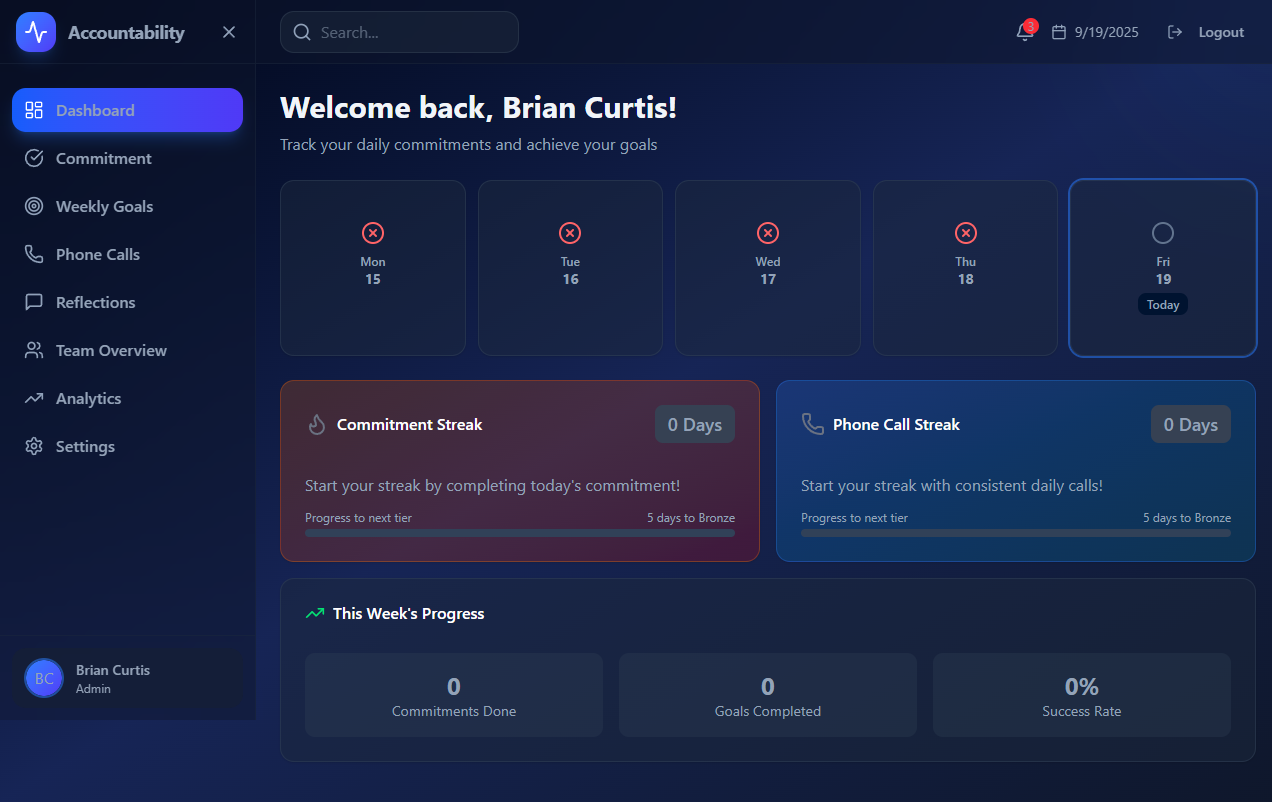 Accountability
Search...
3
9/19/2025
Logout
Dashboard
Commitment
Weekly Goals
Phone Calls
Reflections
Team Overview
Analytics
Settings
BC
Brian Curtis
Admin
Welcome back, Brian Curtis!
Track your daily commitments and achieve your goals
Mon
15
Tue
16
Wed
17
Thu
18
Fri
19
Today
Commitment Streak
0 Days
Start your streak by completing today's commitment!
Progress to next tier
5 days to Bronze
Phone Call Streak
0 Days
Start your streak with consistent daily calls!
Progress to next tier
5 days to Bronze
This Week's Progress
0
Commitments Done
0
Goals Completed
0%
Success Rate